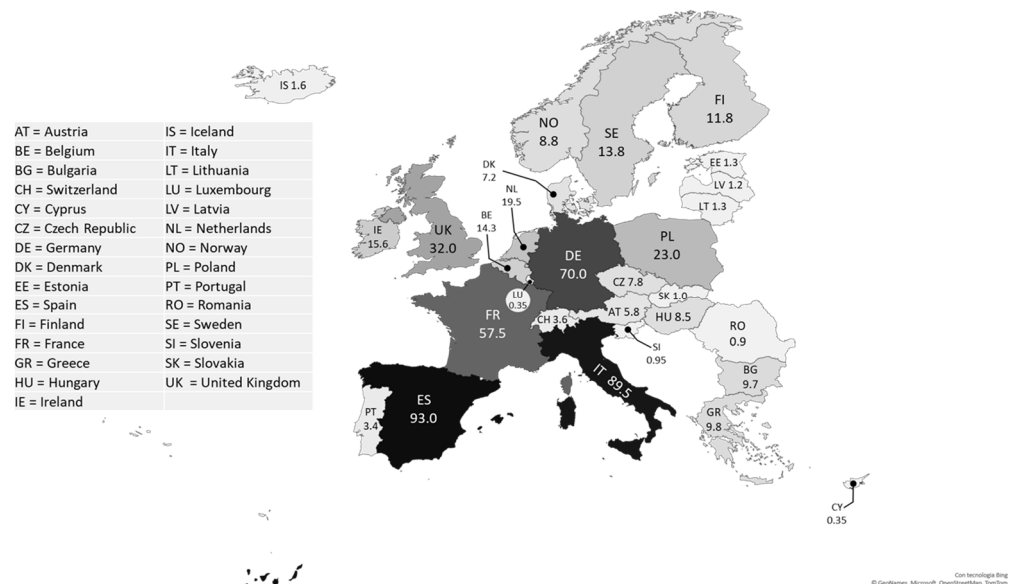 IS 1.6
AT = Austria IS = Iceland
BE = Belgium IT = Italy
BG = Bulgaria LT = Lithuania
CH = Switzerland LU = Luxembourg
CY = Cyprus LV = Latvia
CZ = Czech Republic NL = Netherlands
DE = Germany NO = Norway
DK = Denmark PL = Poland
EE = Estonia PT = Portugal
ES = Spain RO = Romania
FI = Finland SE = Sweden
FR = France SI = Slovenia
GR = Greece SK = Slovakia
HU = Hungary UK = United Kingdom
IE = Ireland
FI
11.8
NO
8.8
SE
13.8
DK
7.2
EE 1.3
LV 1.2
LT 1.3
NL
19.5
BE
14.3
IE
15.6
UK
32.0
DE
70.0
PL
23.0
CZ 7.8
SK 1.0
LU
0.35
FR
57.5
CH 3.6
AT 5.8
HU 8.5
RO
0.9
SI
0.95
BG
9.7
IT 89.5
ES
93.0
PT
3.4
GR
9.8
CY
0.35
Con tecnologia Bing
© GeoNames, Microsoft, OpenStreetMap, TomTom